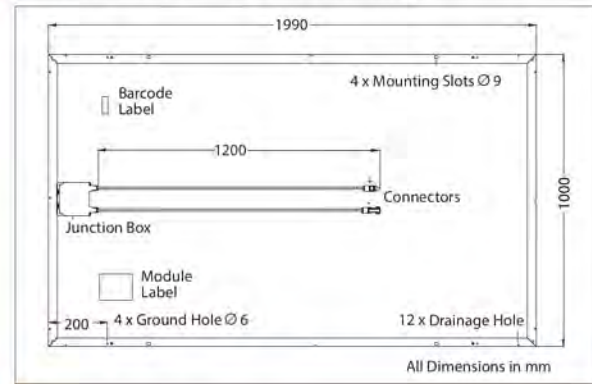 1990
4 x Mounting Slots Ø 9
Barcode
Label
1200
1000
Connectors
Junction Box
Module
Label
200
4 x Ground Hole Ø 6
12 x Drainage Hole
All Dimensions in mm